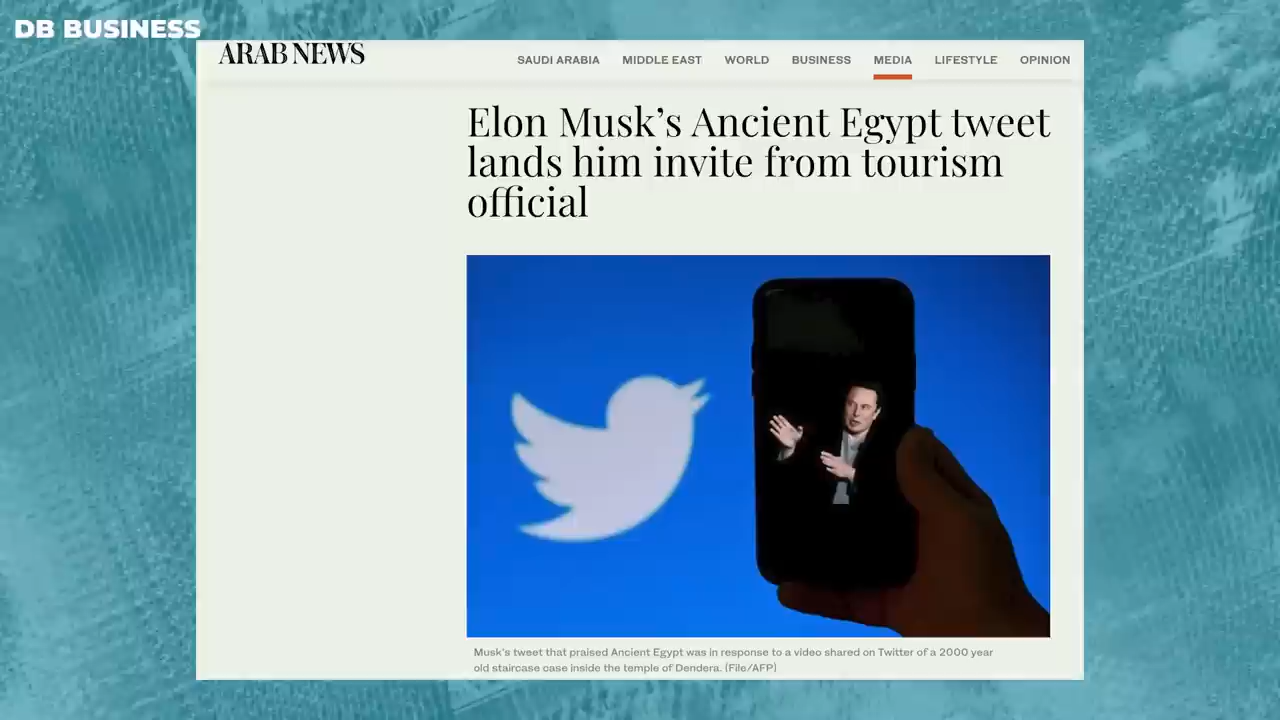 DB BUSINESS
ARAB NEWS
SAUDI ARABIA MIDDLE EAST WORLD BUSINESS MEDIA LIFESTYLE OPINION
Elon Musk’s Ancient Egypt tweet
lands him invite from tourism
official
Musk's tweet that praised Ancient Egypt was in response to a video shared on Twitter of a 2000 year
old staircase case inside the temple of Dendera. (File/AFP)